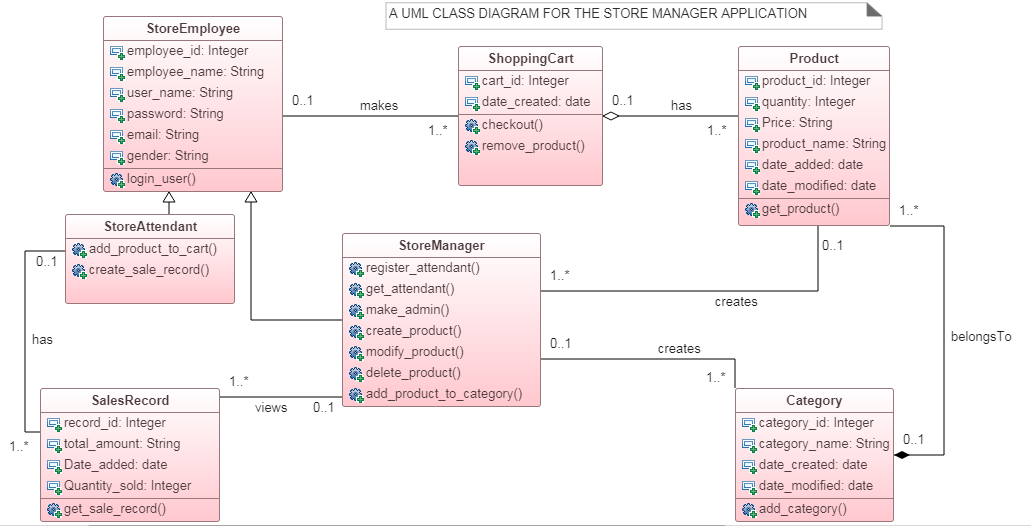 A UML CLASS DIAGRAM FOR THE STORE MANAGER APPLICATION
StoreEmployee
employee_id: Integer
employee_name: String
user_name: String
password: String
email: String
gender: String
login_user()
0..1
makes
1..*
ShoppingCart
cart_id: Integer
date_created: date
checkout()
remove_product()
0..1
has
1..*
Product
product_id: Integer
quantity: Integer
Price: String
product_name: String
date_added: date
date_modified: date
get_product()
1..*
0..1
StoreAttendant
add_product_to_cart()
create_sale_record()
0..1
has
1..*
StoreManager
register_attendant()
get_attendant()
make_admin()
create_product()
modify_product()
delete_product()
add_product_to_category()
1..*
creates
0..1
creates
1..*
belongsTo
1..*
views
0..1
SalesRecord
record_id: Integer
total_amount: String
Date_added: date
Quantity_sold: Integer
get_sale_record()
Category
category_id: Integer
category_name: String
date_created: date
date_modified: date
add_category()
0..1